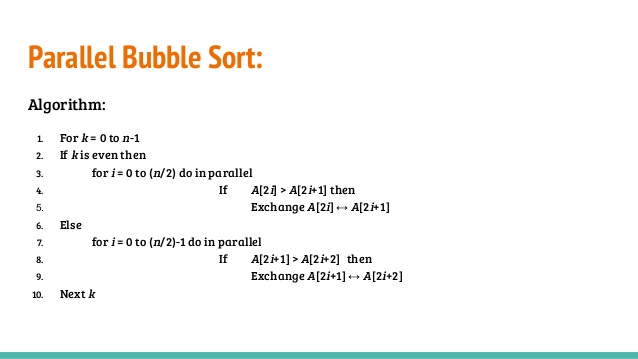 Parallel Bubble Sort:
Algorithm:
1. For k = 0 to n-1
2. If k is even then
3. for i = 0 to (n/2) do in parallel
4. If A[2i] > A[2i+1] then
5. Exchange A[2i] ↔ A[2i+1]
6. Else
7. for i = 0 to (n/2)-1 do in parallel
8. If A[2i+1] > A[2i+2] then
9. Exchange A[2i+1] ↔ A[2i+2]
10. Next k